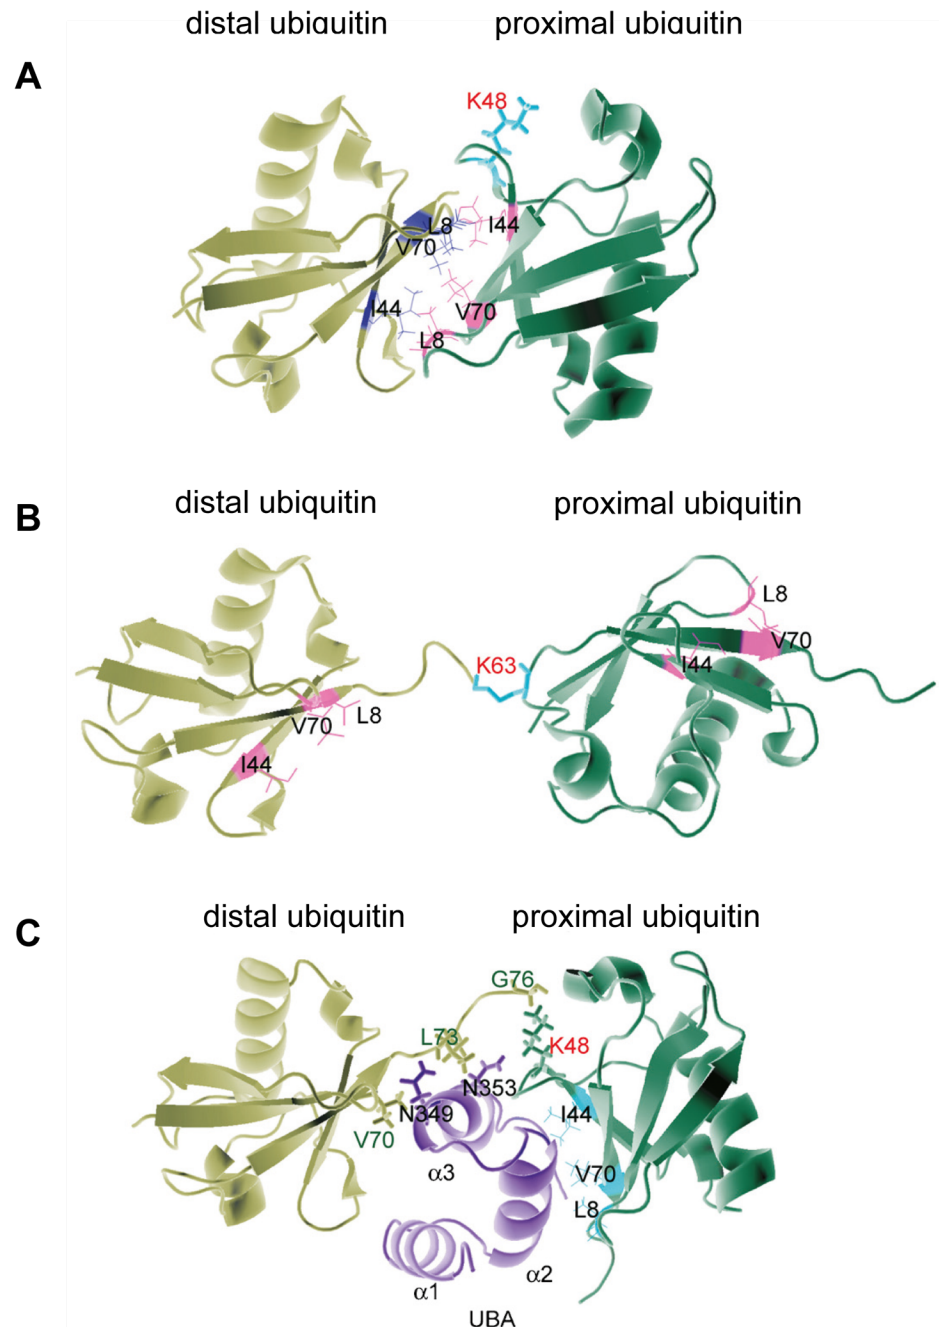 distal ubiquitin proximal ubiquitin
A
K48
L8 I44
V70
I44 V70
L8
distal ubiquitin proximal ubiquitin
B
L8
K63 V70
I44
V70 L8
I44
distal ubiquitin proximal ubiquitin
C
G76
L73 K48
N353
N349 I44
V70
α3 V70
L8
α2
α1
UBA